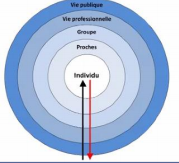 Vie publique
Vie professionnelle
Groupe
Proches
Individu